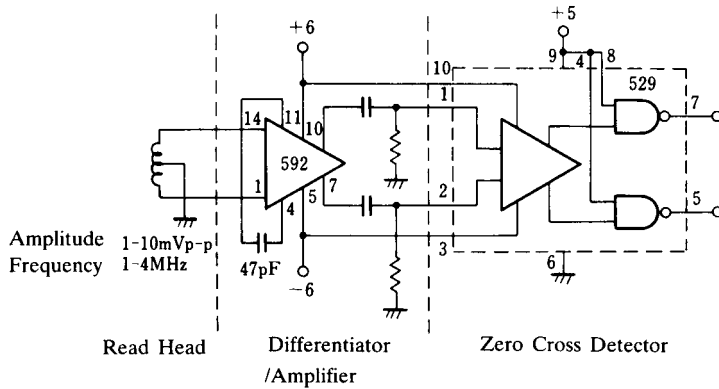 +6
+5
9 4 8
10
529
1
14
11
10
7
592
1
7
2
4
5
5
3
6
47pF
−6
Amplitude 1-10mVp-p
Frequency 1-4MHz
Read Head
Differentiator
/Amplifier
Zero Cross Detector